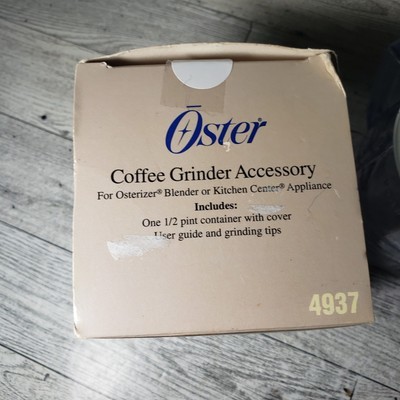 Ōster®
Coffee Grinder Accessory
For Osterizer® Blender or Kitchen Center® Appliance
Includes:
One 1/2 pint container with cover
User guide and grinding tips
4937